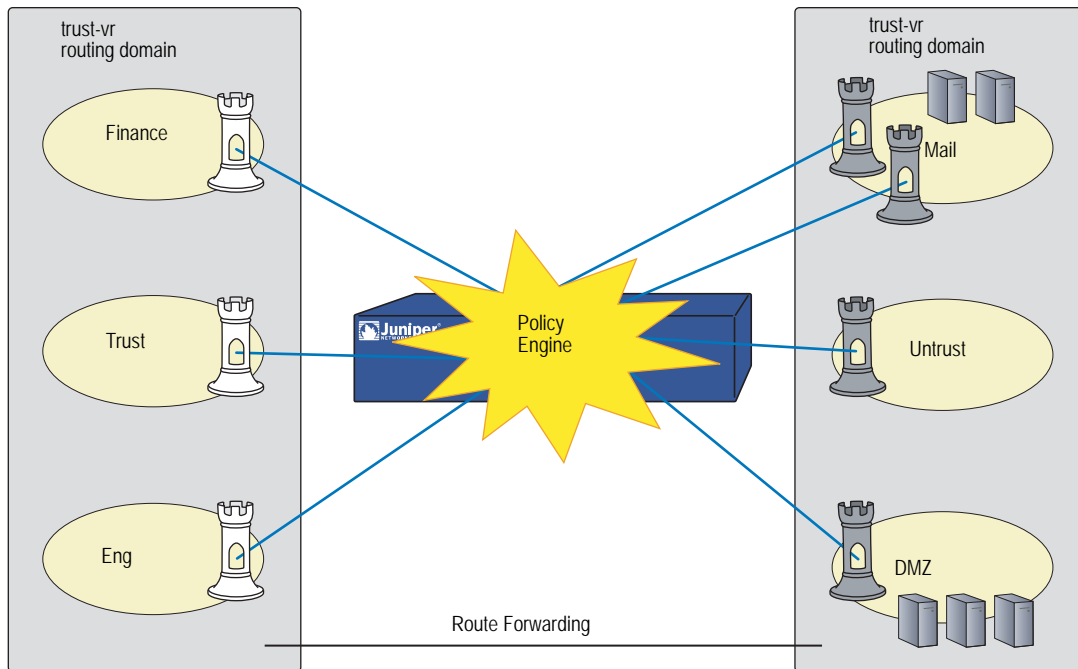 trust-vr
routing domain
Finance
Trust
Eng
Juniper
Policy
Engine
trust-vr
routing domain
Mail
Untrust
DMZ
Route Forwarding